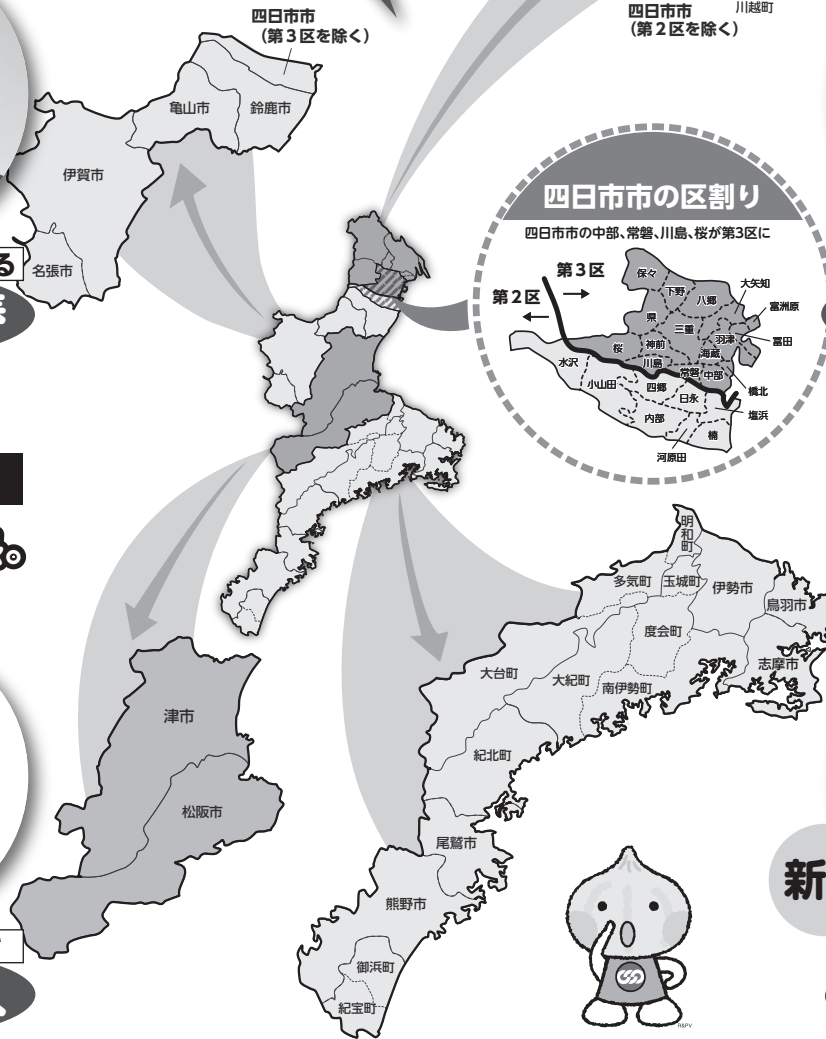 四日市市
（第３区を除く）
四日市市
（第２区を除く）
川越町
亀山市
鈴鹿市
伊賀市
名張市
る
四日市市の区割り
四日市市の中部、常磐、川島、桜が第3区に
第３区
第２区
保々
下野
八郷
大矢知
富洲原
県
三重
羽津
富田
桜
神前
海蔵
水沢
川島
常磐
中部
橋北
小山田
四郷
日永
塩浜
内部
楠
河原田
明和町
多気町
玉城町
伊勢市
鳥羽市
度会町
志摩市
大台町
大紀町
南伊勢町
津市
紀北町
松阪市
尾鷲市
熊野市
御浜町
紀宝町
新
R&PV